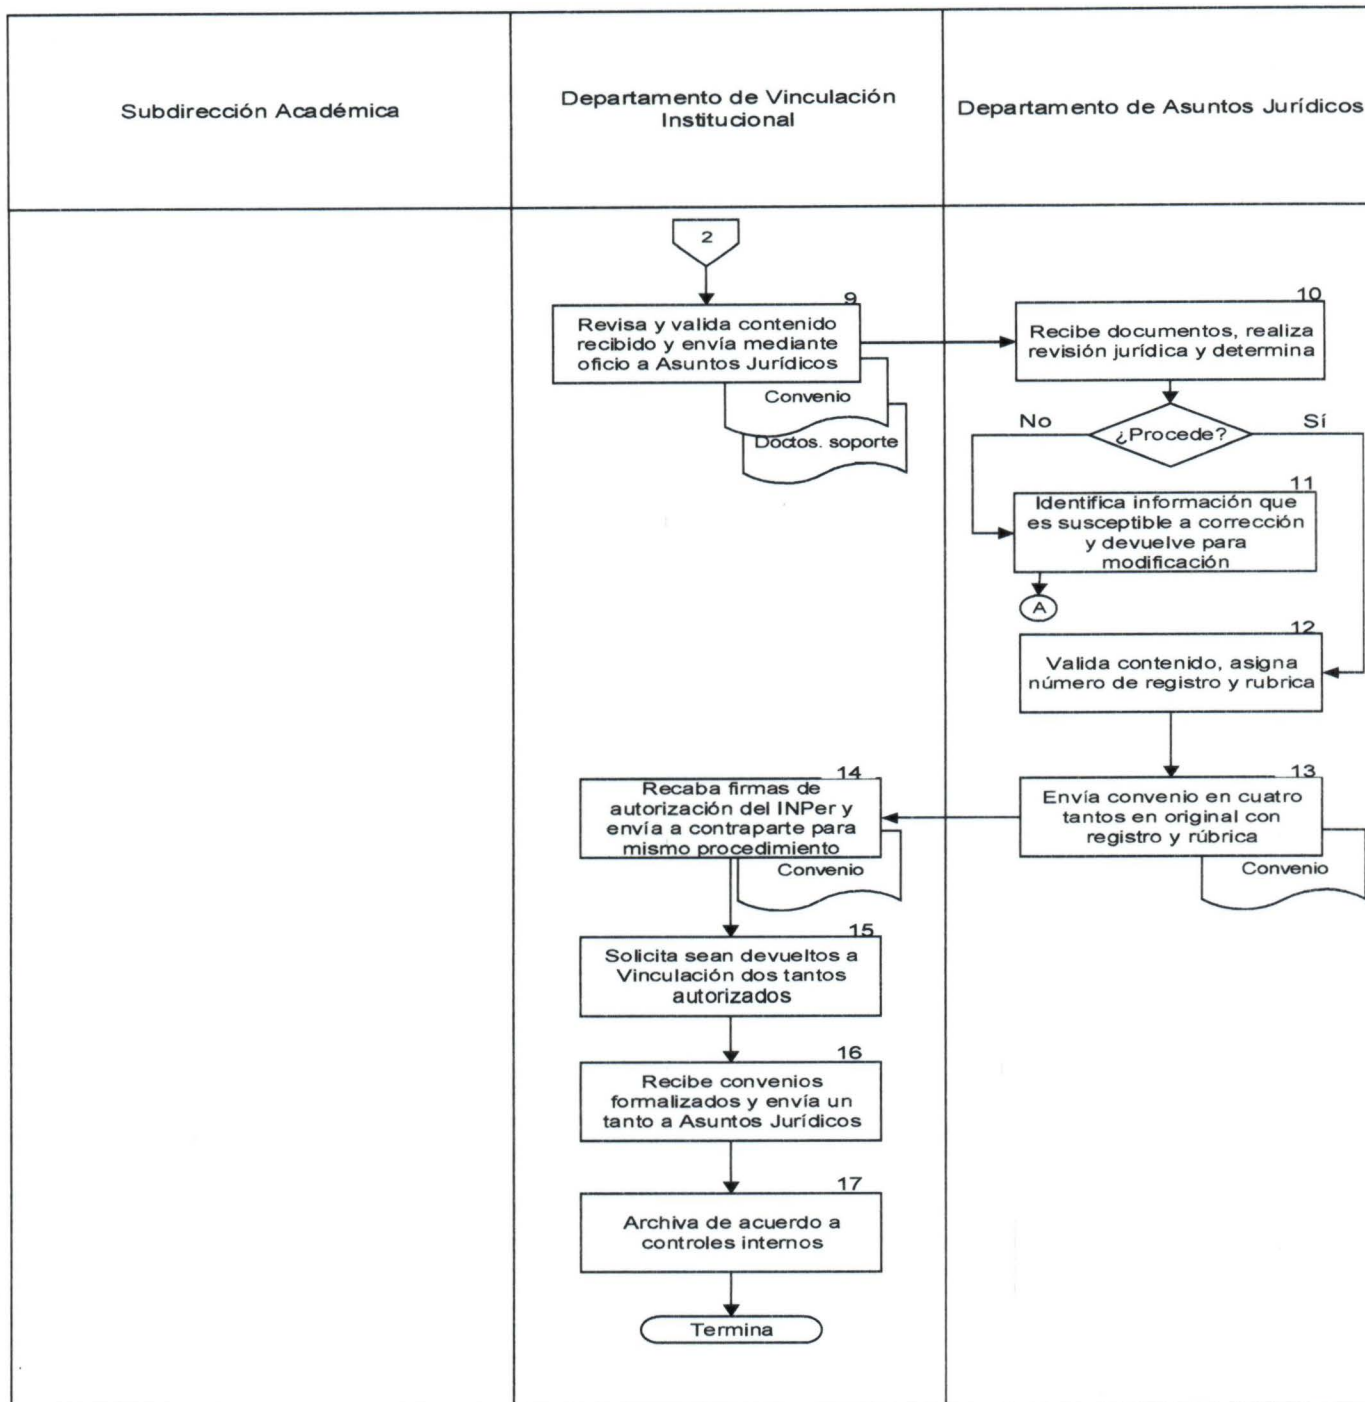 Subdirección Académica
Departamento de Vinculación
Institucional
Departamento de Asuntos Jurídicos
2
9
Revisa y valida contenido
recibido y envía mediante
oficio a Asuntos Jurídicos
Convenio
Doctos. soporte
10
Recibe documentos, realiza
revisión jurídica y determina
No
¿Procede?
Sí
11
Identifica información que
es susceptible a corrección
y devuelve para
modificación
A
12
Valida contenido, asigna
número de registro y rubrica
13
Envía convenio en cuatro
tantos en original con
registro y rúbrica
Convenio
14
Recaba firmas de
autorización del INPer y
envía a contraparte para
mismo procedimiento
Convenio
15
Solicita sean devueltos a
Vinculación dos tantos
autorizados
16
Recibe convenios
formalizados y envía un
tanto a Asuntos Jurídicos
17
Archiva de acuerdo a
controles internos
Termina